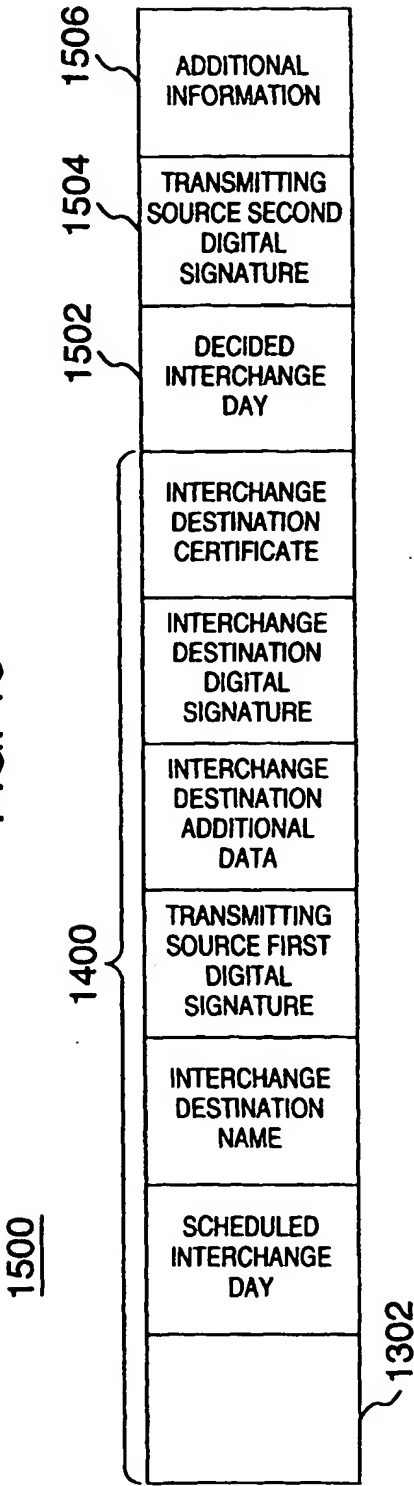 1506
ADDITIONAL
INFORMATION
1504
TRANSMITTING
SOURCE SECOND
DIGITAL
SIGNATURE
1502
DECIDED
INTERCHANGE
DAY
INTERCHANGE
DESTINATION
CERTIFICATE
INTERCHANGE
DESTINATION
DIGITAL
SIGNATURE
INTERCHANGE
DESTINATION
ADDITIONAL
DATA
1400
TRANSMITTING
SOURCE FIRST
DIGITAL
SIGNATURE
INTERCHANGE
DESTINATION
NAME
1500
SCHEDULED
INTERCHANGE
DAY
1302